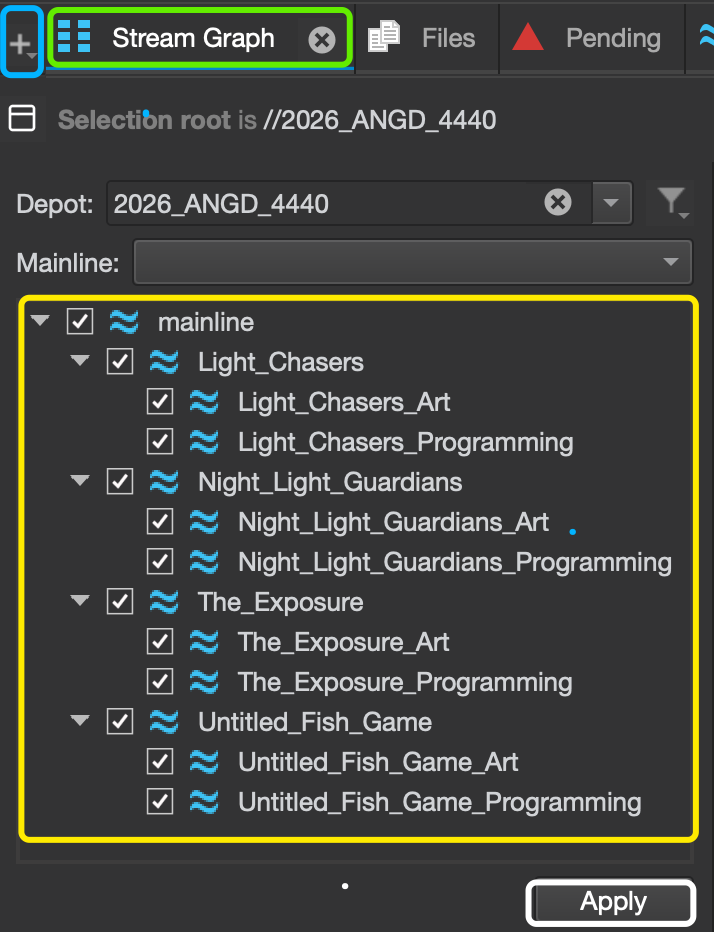 Stream Graph Files Pending
Selection root is //2026_ANGD_4440
Depot: 2026_ANGD_4440
Mainline:
mainline
Light_Chasers
Light_Chasers_Art
Light_Chasers_Programming
Night_Light_Guardians
Night_Light_Guardians_Art
Night_Light_Guardians_Programming
The_Exposure
The_Exposure_Art
The_Exposure_Programming
Untitled_Fish_Game
Untitled_Fish_Game_Art
Untitled_Fish_Game_Programming
Apply